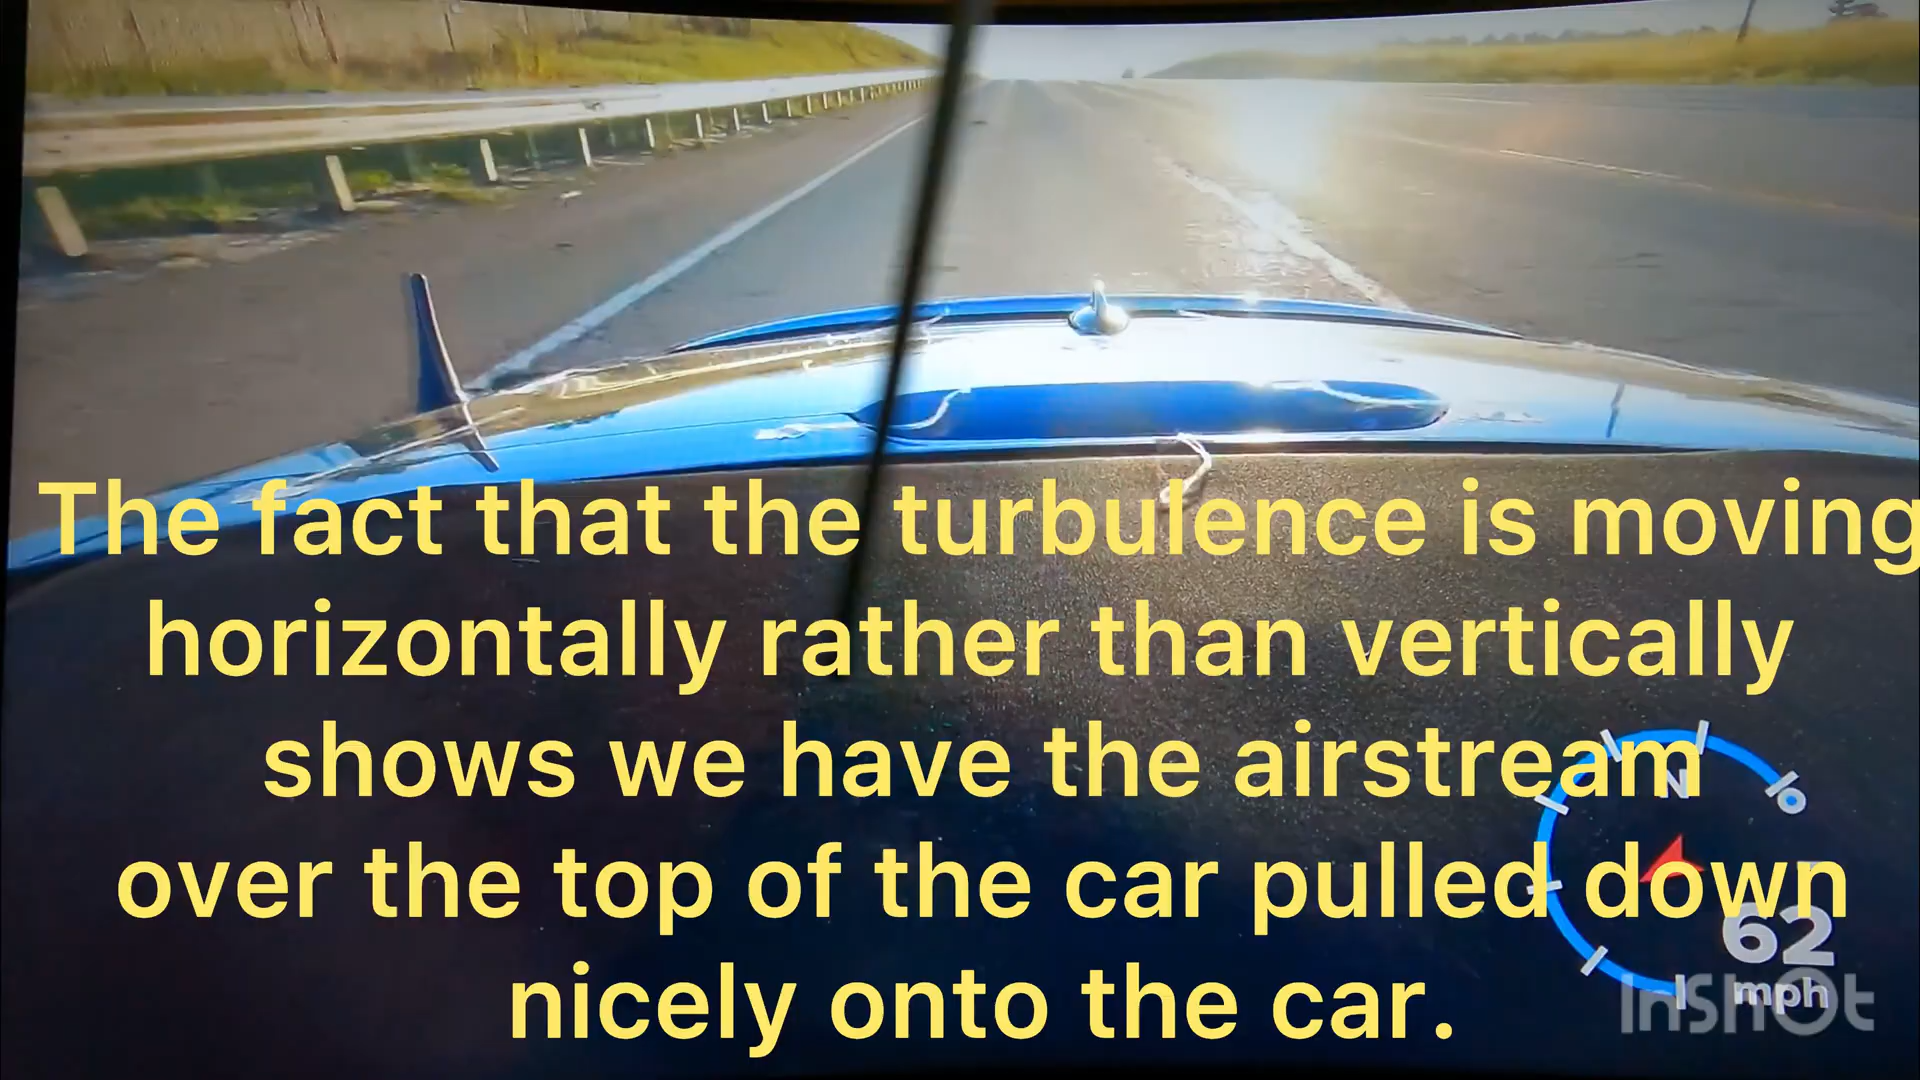 The fact that the turbulence is moving
horizontally rather than vertically
shows we have the airstream
over the top of the car pulled down
nicely onto the car.
N
62
mph
InShOt